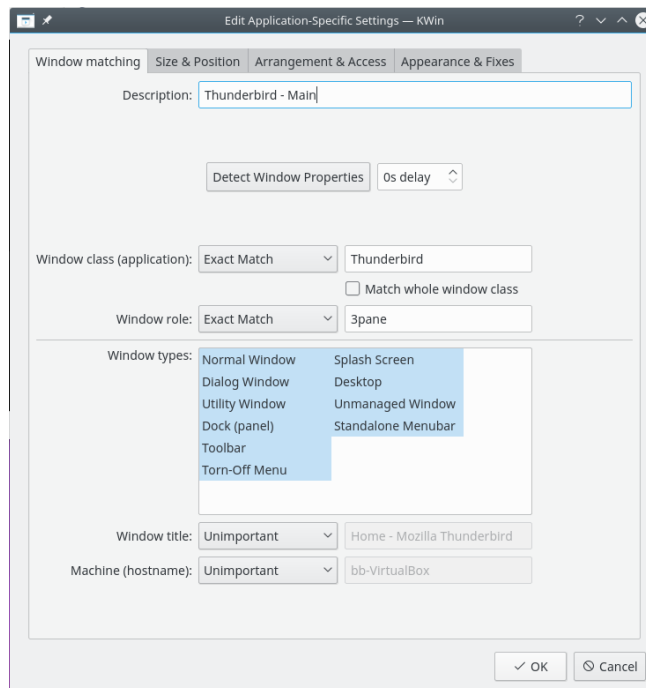 Edit Application-Specific Settings — KWin
Window matching Size & Position Arrangement & Access Appearance & Fixes
Description: Thunderbird - Main
Detect Window Properties 0s delay
Window class (application): Exact Match Thunderbird
Match whole window class
Window role: Exact Match 3pane
Window types: Normal Window Splash Screen
Dialog Window Desktop
Utility Window Unmanaged Window
Dock (panel) Standalone Menubar
Toolbar
Torn-Off Menu
Window title: Unimportant Home - Mozilla Thunderbird
Machine (hostname): Unimportant bb-VirtualBox
OK Cancel